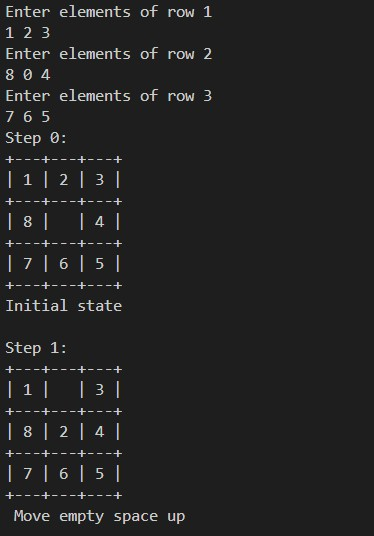 Enter elements of row 1
1 2 3
Enter elements of row 2
8 0 4
Enter elements of row 3
7 6 5
Step 0:
+---+---+---+
| 1 | 2 | 3 |
+---+---+---+
| 8 |   | 4 |
+---+---+---+
| 7 | 6 | 5 |
+---+---+---+
Initial state

Step 1:
+---+---+---+
| 1 |   | 3 |
+---+---+---+
| 8 | 2 | 4 |
+---+---+---+
| 7 | 6 | 5 |
+---+---+---+
 Move empty space up